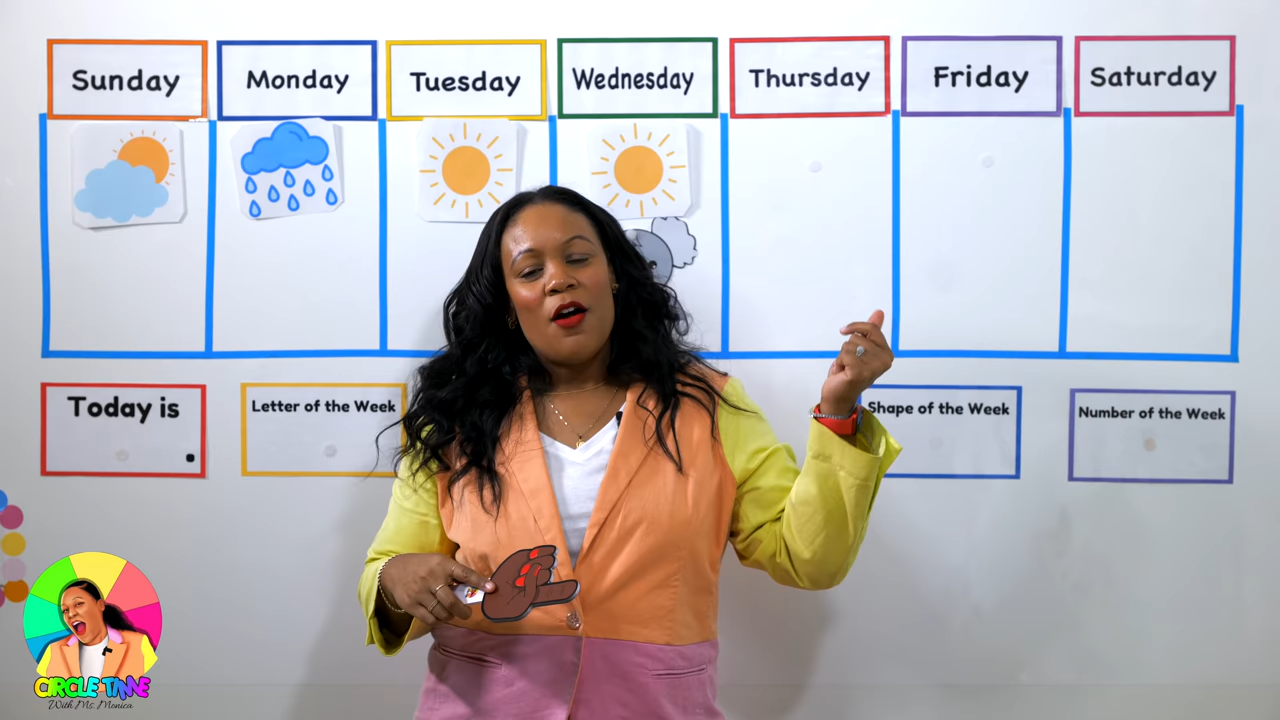 Sunday
Monday
Tuesday
Wednesday
Thursday
Friday
Saturday
Today is
Letter of the Week
Shape of the Week
Number of the Week
CIRCLE TIME
With Ms. Monica